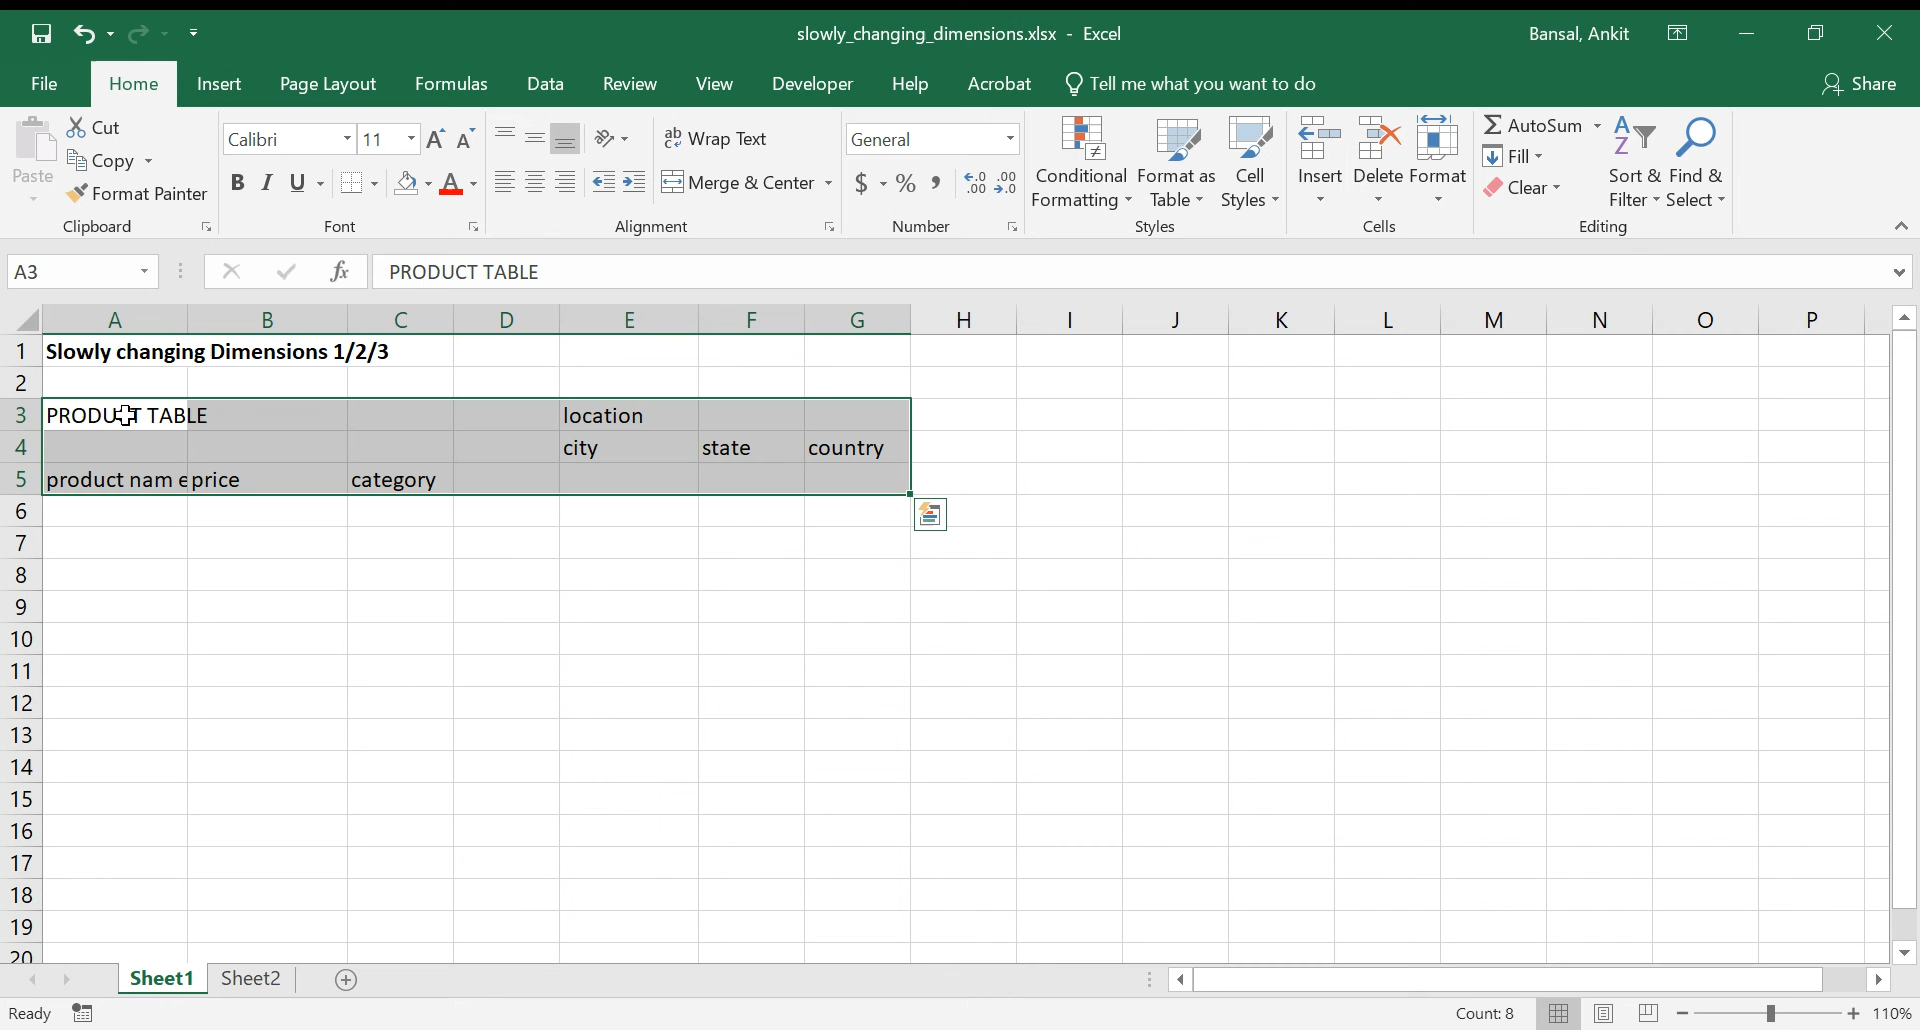 slowly_changing_dimensions.xlsx - Excel
Bansal, Ankit
File Home Insert Page Layout Formulas Data Review View Developer Help Acrobat Tell me what you want to do Share
Paste
Cut
Copy
Format Painter
Clipboard
Calibri 11
B I U
Font
Wrap Text
Merge & Center
Alignment
General
$ % ,
Number
Conditional Formatting
Format as Table
Cell Styles
Styles
Insert Delete Format
Cells
AutoSum
Fill
Clear
Sort & Filter
Find & Select
Editing
A3 fx PRODUCT TABLE
A B C D E F G H I J K L M N O P
1 Slowly changing Dimensions 1/2/3
2
3 PRODUCT TABLE location
4 city state country
5 product nam e price category
6
7
8
9
10
11
12
13
14
15
16
17
18
19
20
Sheet1 Sheet2
Ready Count: 8 110%